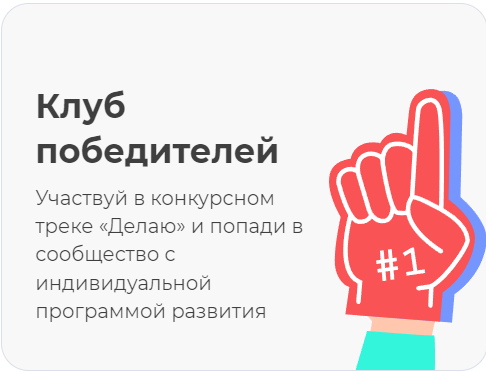 Клуб
победителей
Участвуй в конкурсном
треке «Делаю» и попади в
сообщество с
индивидуальной
программой развития
#1